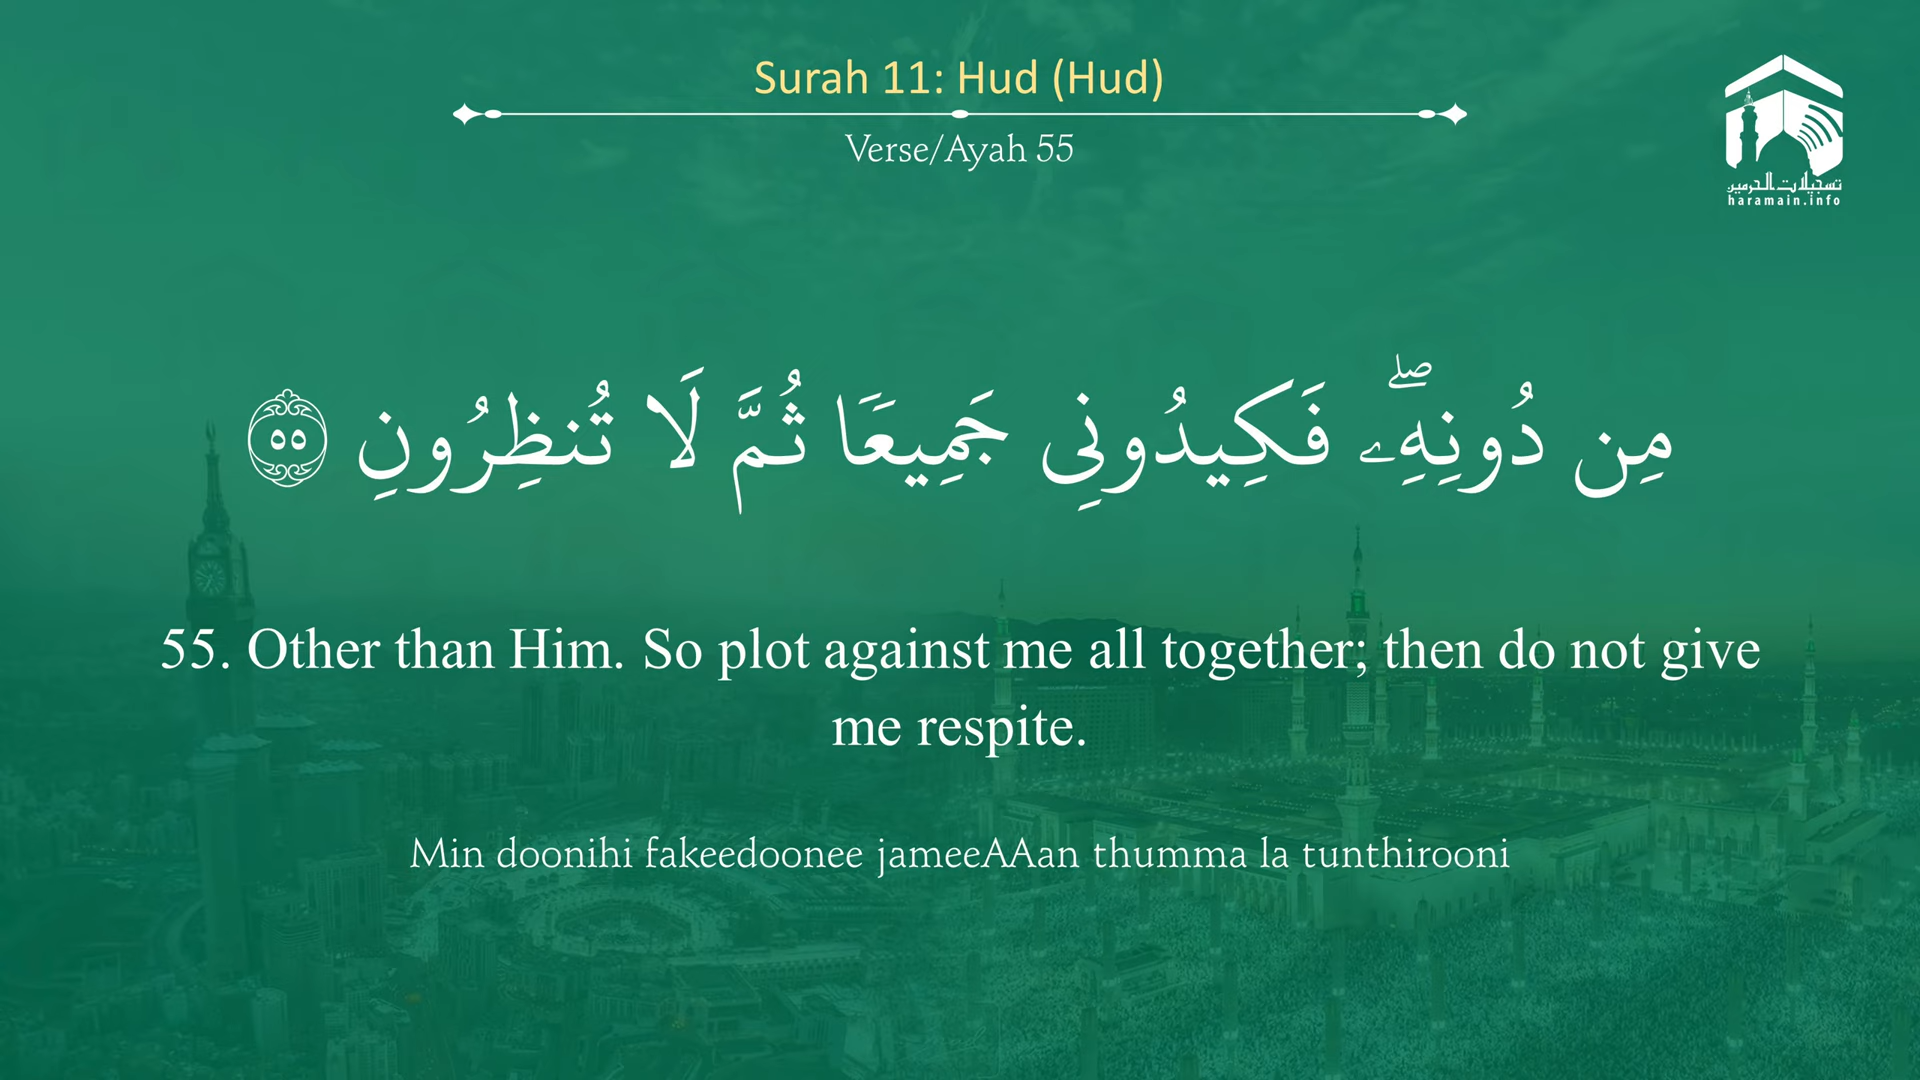 Surah 11: Hud (Hud)
Verse/Ayah 55
تسجيلات الحرمين
haramain.info
مِن دُونِهِۦ ۖ فَكِيدُونِى جَمِيعًا ثُمَّ لَا تُنظِرُونِ ٥٥
55. Other than Him. So plot against me all together; then do not give
me respite.
Min doonihi fakeedoonee jameeAAan thumma la tunthirooni